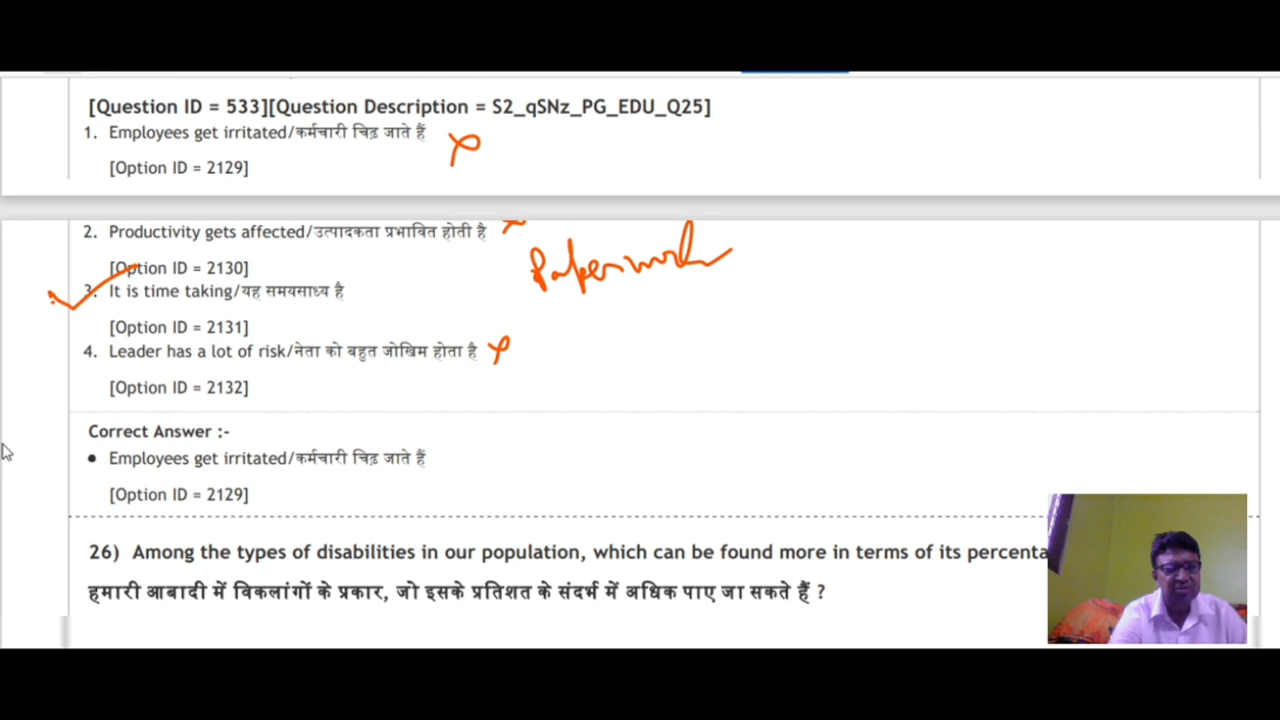 [Question ID = 533][Question Description = S2_qSNz_PG_EDU_Q25]
1. Employees get irritated/कर्मचारी चिढ़ जाते हैं
[Option ID = 2129]
2. Productivity gets affected/उत्पादकता प्रभावित होती है
Paperwork
[Option ID = 2130]
3. It is time taking/यह समयसाध्य है
[Option ID = 2131]
4. Leader has a lot of risk/नेता को बहुत जोखिम होता है
[Option ID = 2132]
Correct Answer :-
• Employees get irritated/कर्मचारी चिढ़ जाते हैं
[Option ID = 2129]
26) Among the types of disabilities in our population, which can be found more in terms of its percenta
हमारी आबादी में विकलांगों के प्रकार, जो इसके प्रतिशत के संदर्भ में अधिक पाए जा सकते हैं ?